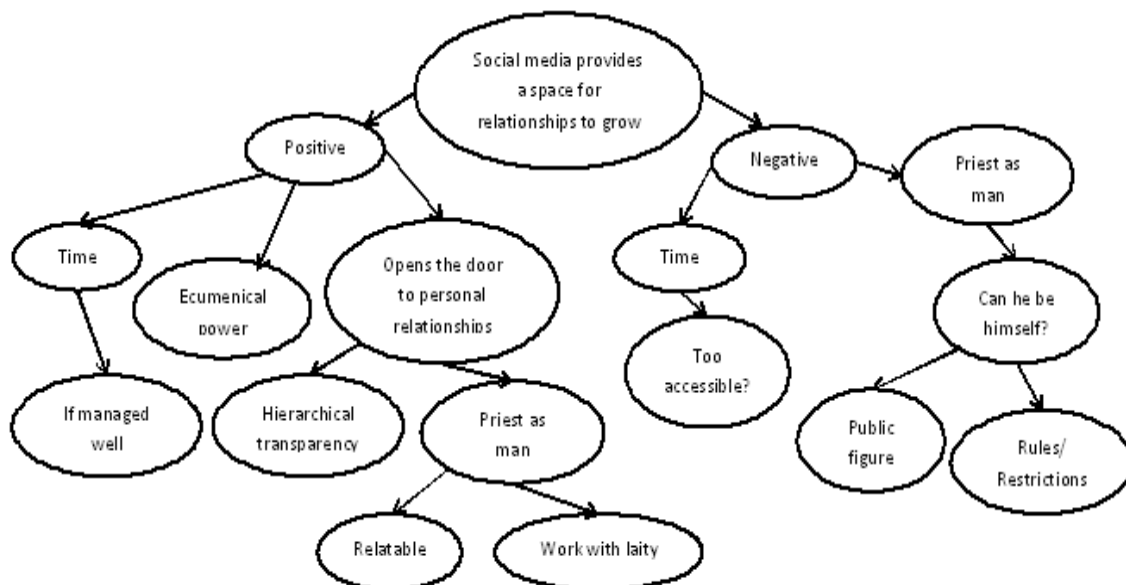 Social media provides
a space for
relationships to grow
Positive
Negative
Priest as
man
Time
Ecumenical
power
Opens the door
to personal
relationships
Time
Can he be
himself?
Too
accessible?
If managed
well
Hierarchical
transparency
Priest as
man
Public
figure
Rules/
Restrictions
Relatable
Work with laity